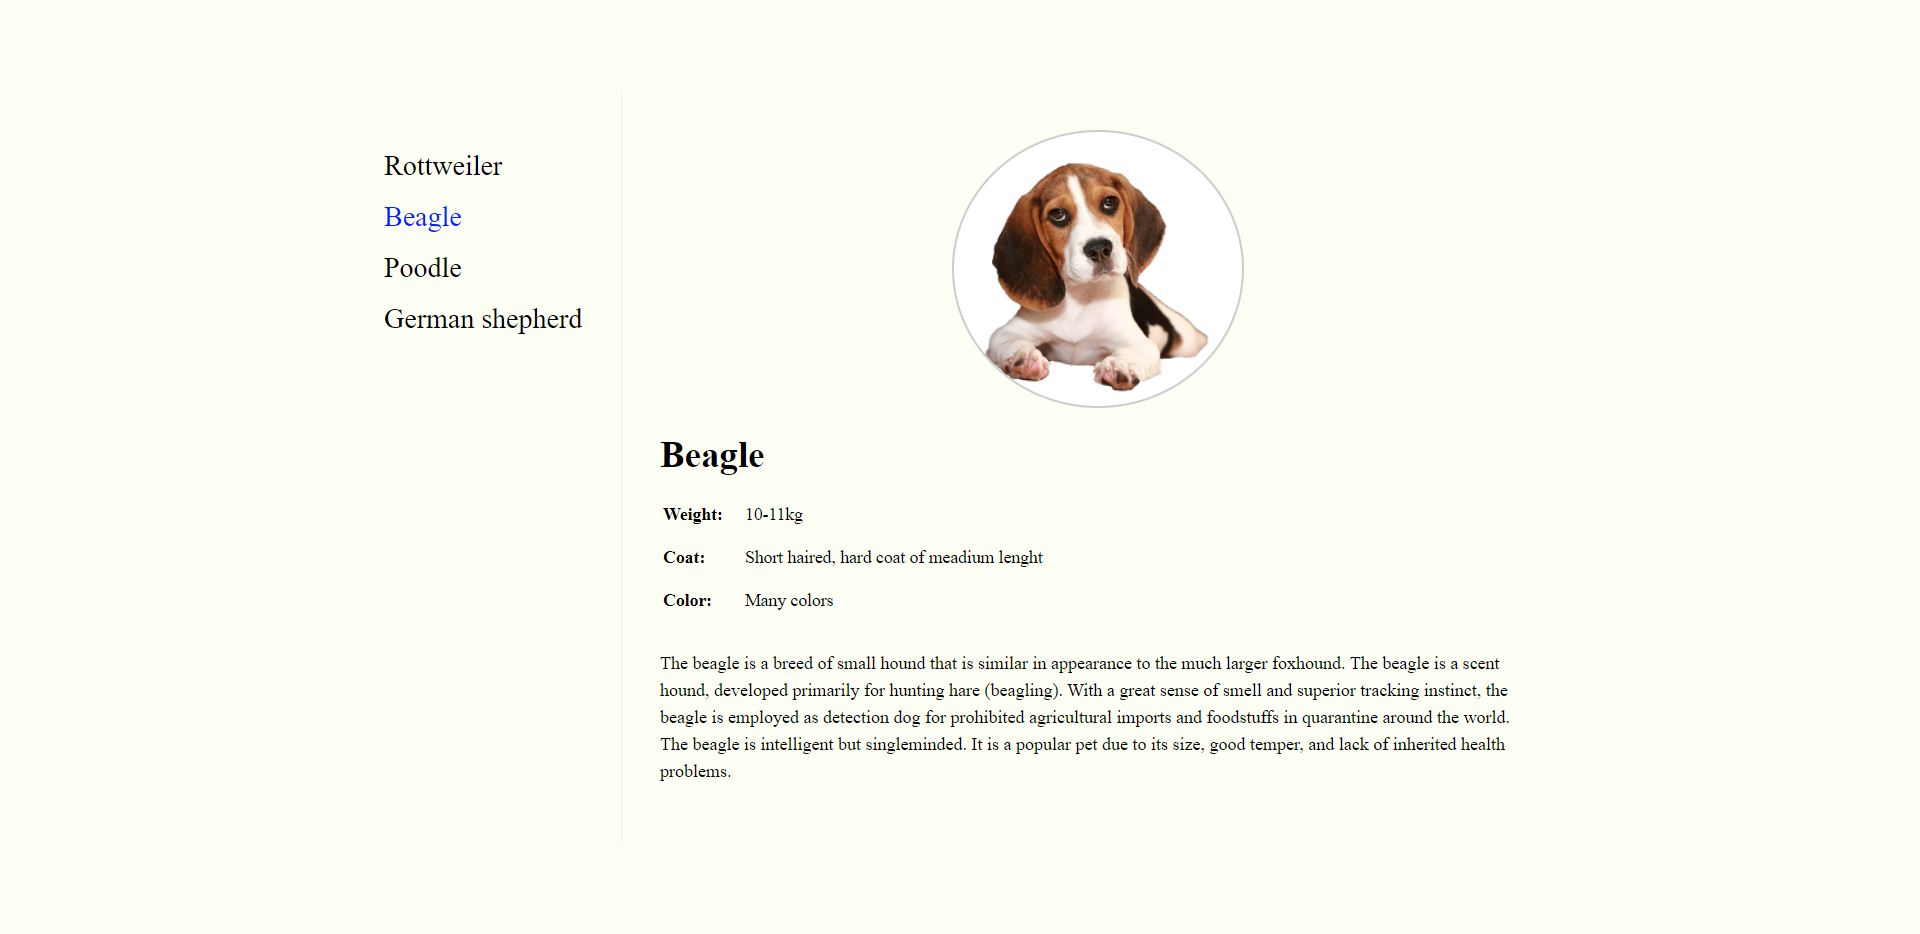 Rottweiler
Beagle
Poodle
German shepherd
Beagle
Weight: 10-11kg
Coat: Short haired, hard coat of meadium lenght
Color: Many colors
The beagle is a breed of small hound that is similar in appearance to the much larger foxhound. The beagle is a scent
hound, developed primarily for hunting hare (beagling). With a great sense of smell and superior tracking instinct, the
beagle is employed as detection dog for prohibited agricultural imports and foodstuffs in quarantine around the world.
The beagle is intelligent but singleminded. It is a popular pet due to its size, good temper, and lack of inherited health
problems.